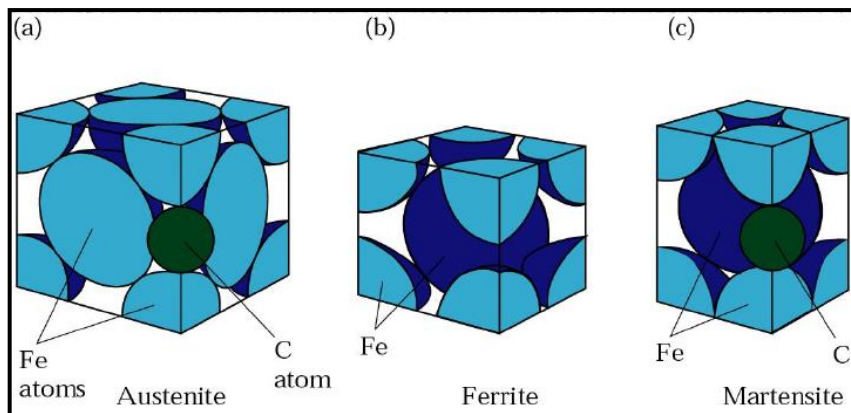 (a)
(b)
(c)
Fe
atoms
C
atom
Fe
Fe
C
Austenite
Ferrite
Martensite